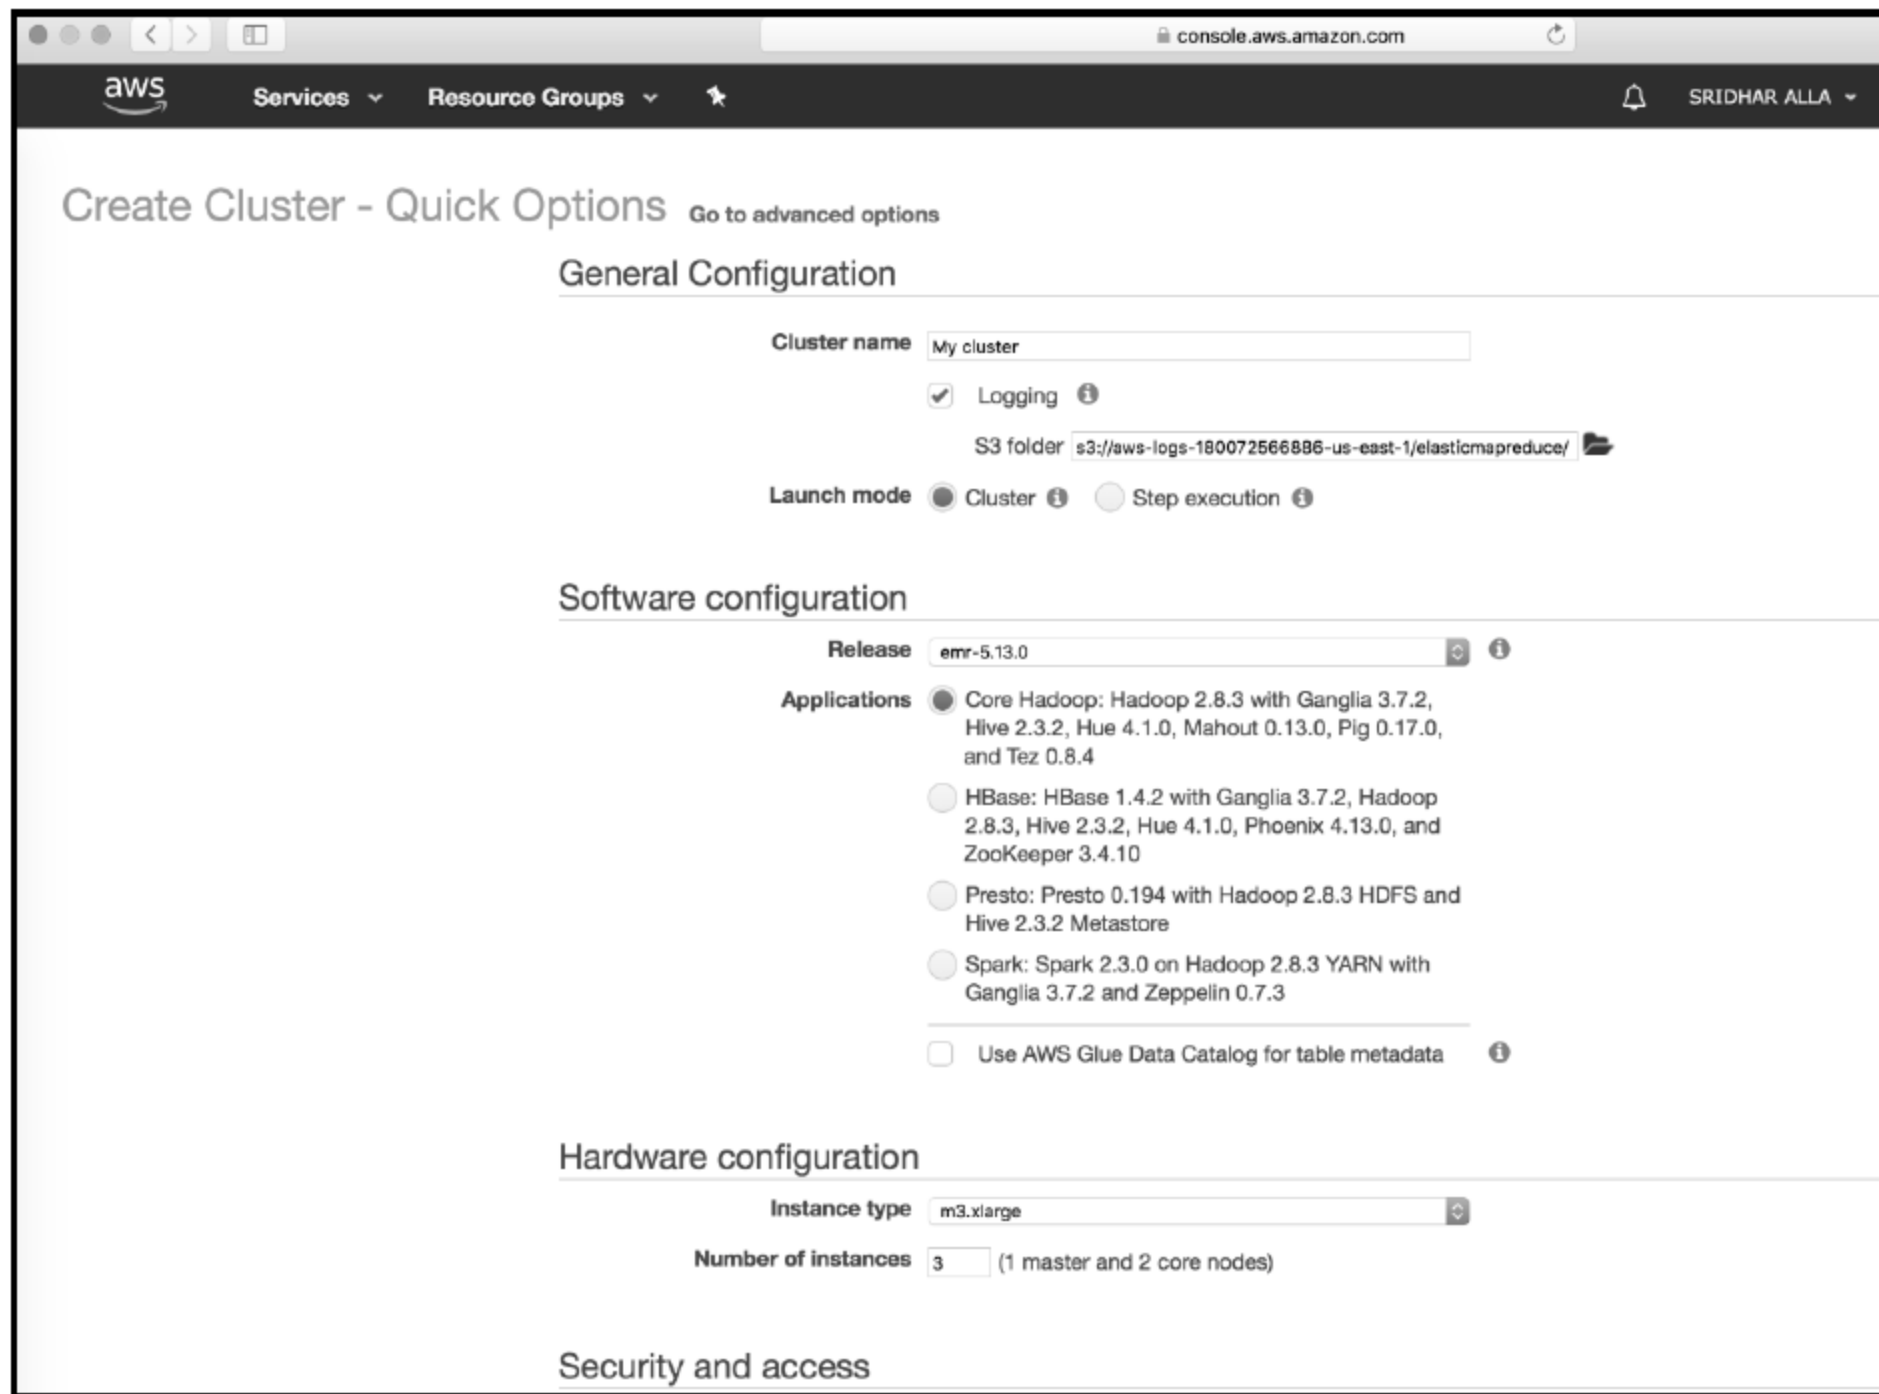 console.aws.amazon.com
aws Services Resource Groups SRIDHAR ALLA
Create Cluster - Quick Options Go to advanced options
General Configuration
Cluster name My cluster
Logging
S3 folder s3://aws-logs-180072566886-us-east-1/elasticmapreduce/
Launch mode Cluster Step execution
Software configuration
Release emr-5.13.0
Applications Core Hadoop: Hadoop 2.8.3 with Ganglia 3.7.2,
Hive 2.3.2, Hue 4.1.0, Mahout 0.13.0, Pig 0.17.0,
and Tez 0.8.4
HBase: HBase 1.4.2 with Ganglia 3.7.2, Hadoop
2.8.3, Hive 2.3.2, Hue 4.1.0, Phoenix 4.13.0, and
ZooKeeper 3.4.10
Presto: Presto 0.194 with Hadoop 2.8.3 HDFS and
Hive 2.3.2 Metastore
Spark: Spark 2.3.0 on Hadoop 2.8.3 YARN with
Ganglia 3.7.2 and Zeppelin 0.7.3
Use AWS Glue Data Catalog for table metadata
Hardware configuration
Instance type m3.xlarge
Number of instances 3 (1 master and 2 core nodes)
Security and access